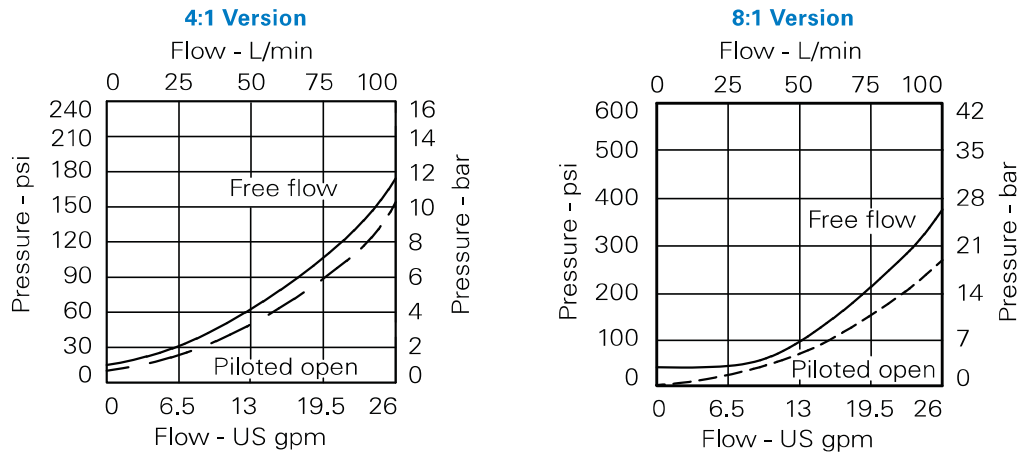 4:1 Version
Flow - L/min
0 25 50 75 100
240
210
180
150
120
90
60
30
0
Pressure - psi
16
14
12
10
8
6
4
2
0
Pressure - bar
Free flow
Piloted open
0 6.5 13 19.5 26
Flow - US gpm
8:1 Version
Flow - L/min
0 25 50 75 100
600
500
400
300
200
100
0
Pressure - psi
42
35
28
21
14
7
0
Pressure - bar
Free flow
Piloted open
0 6.5 13 19.5 26
Flow - US gpm